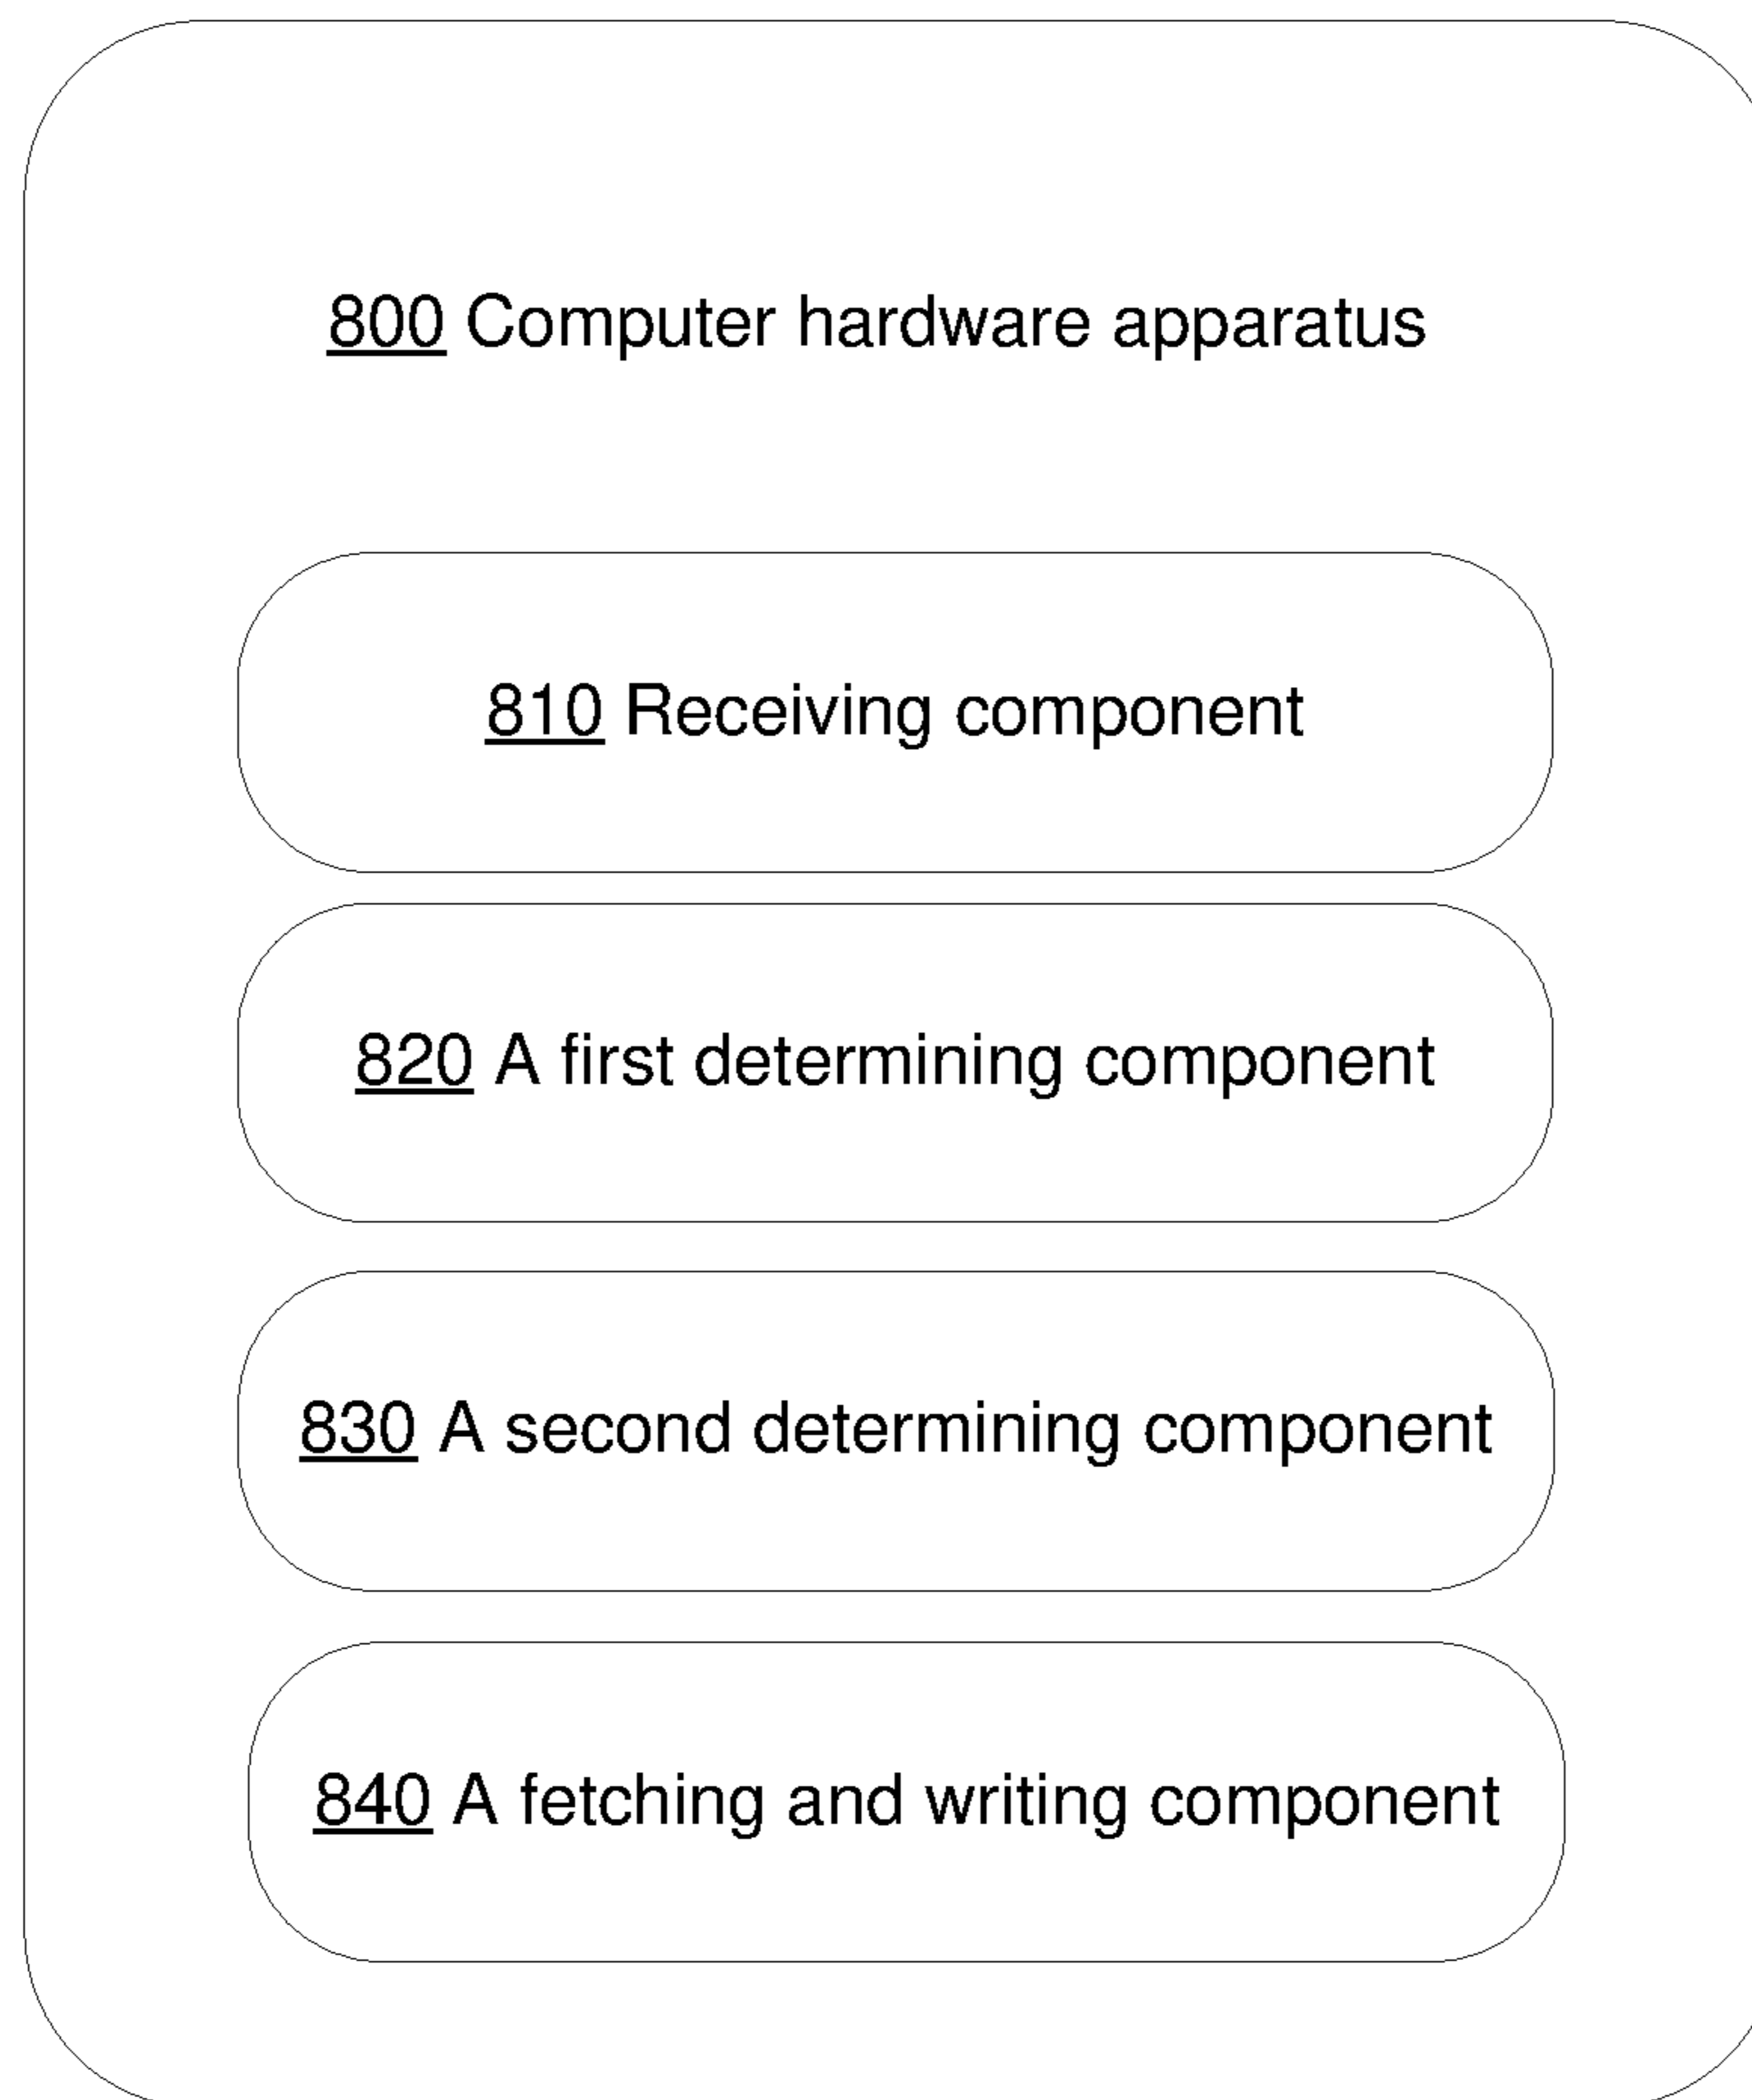 800 Computer hardware apparatus
810 Receiving component
820 A first determining component
830 A second determining component
840 A fetching and writing component